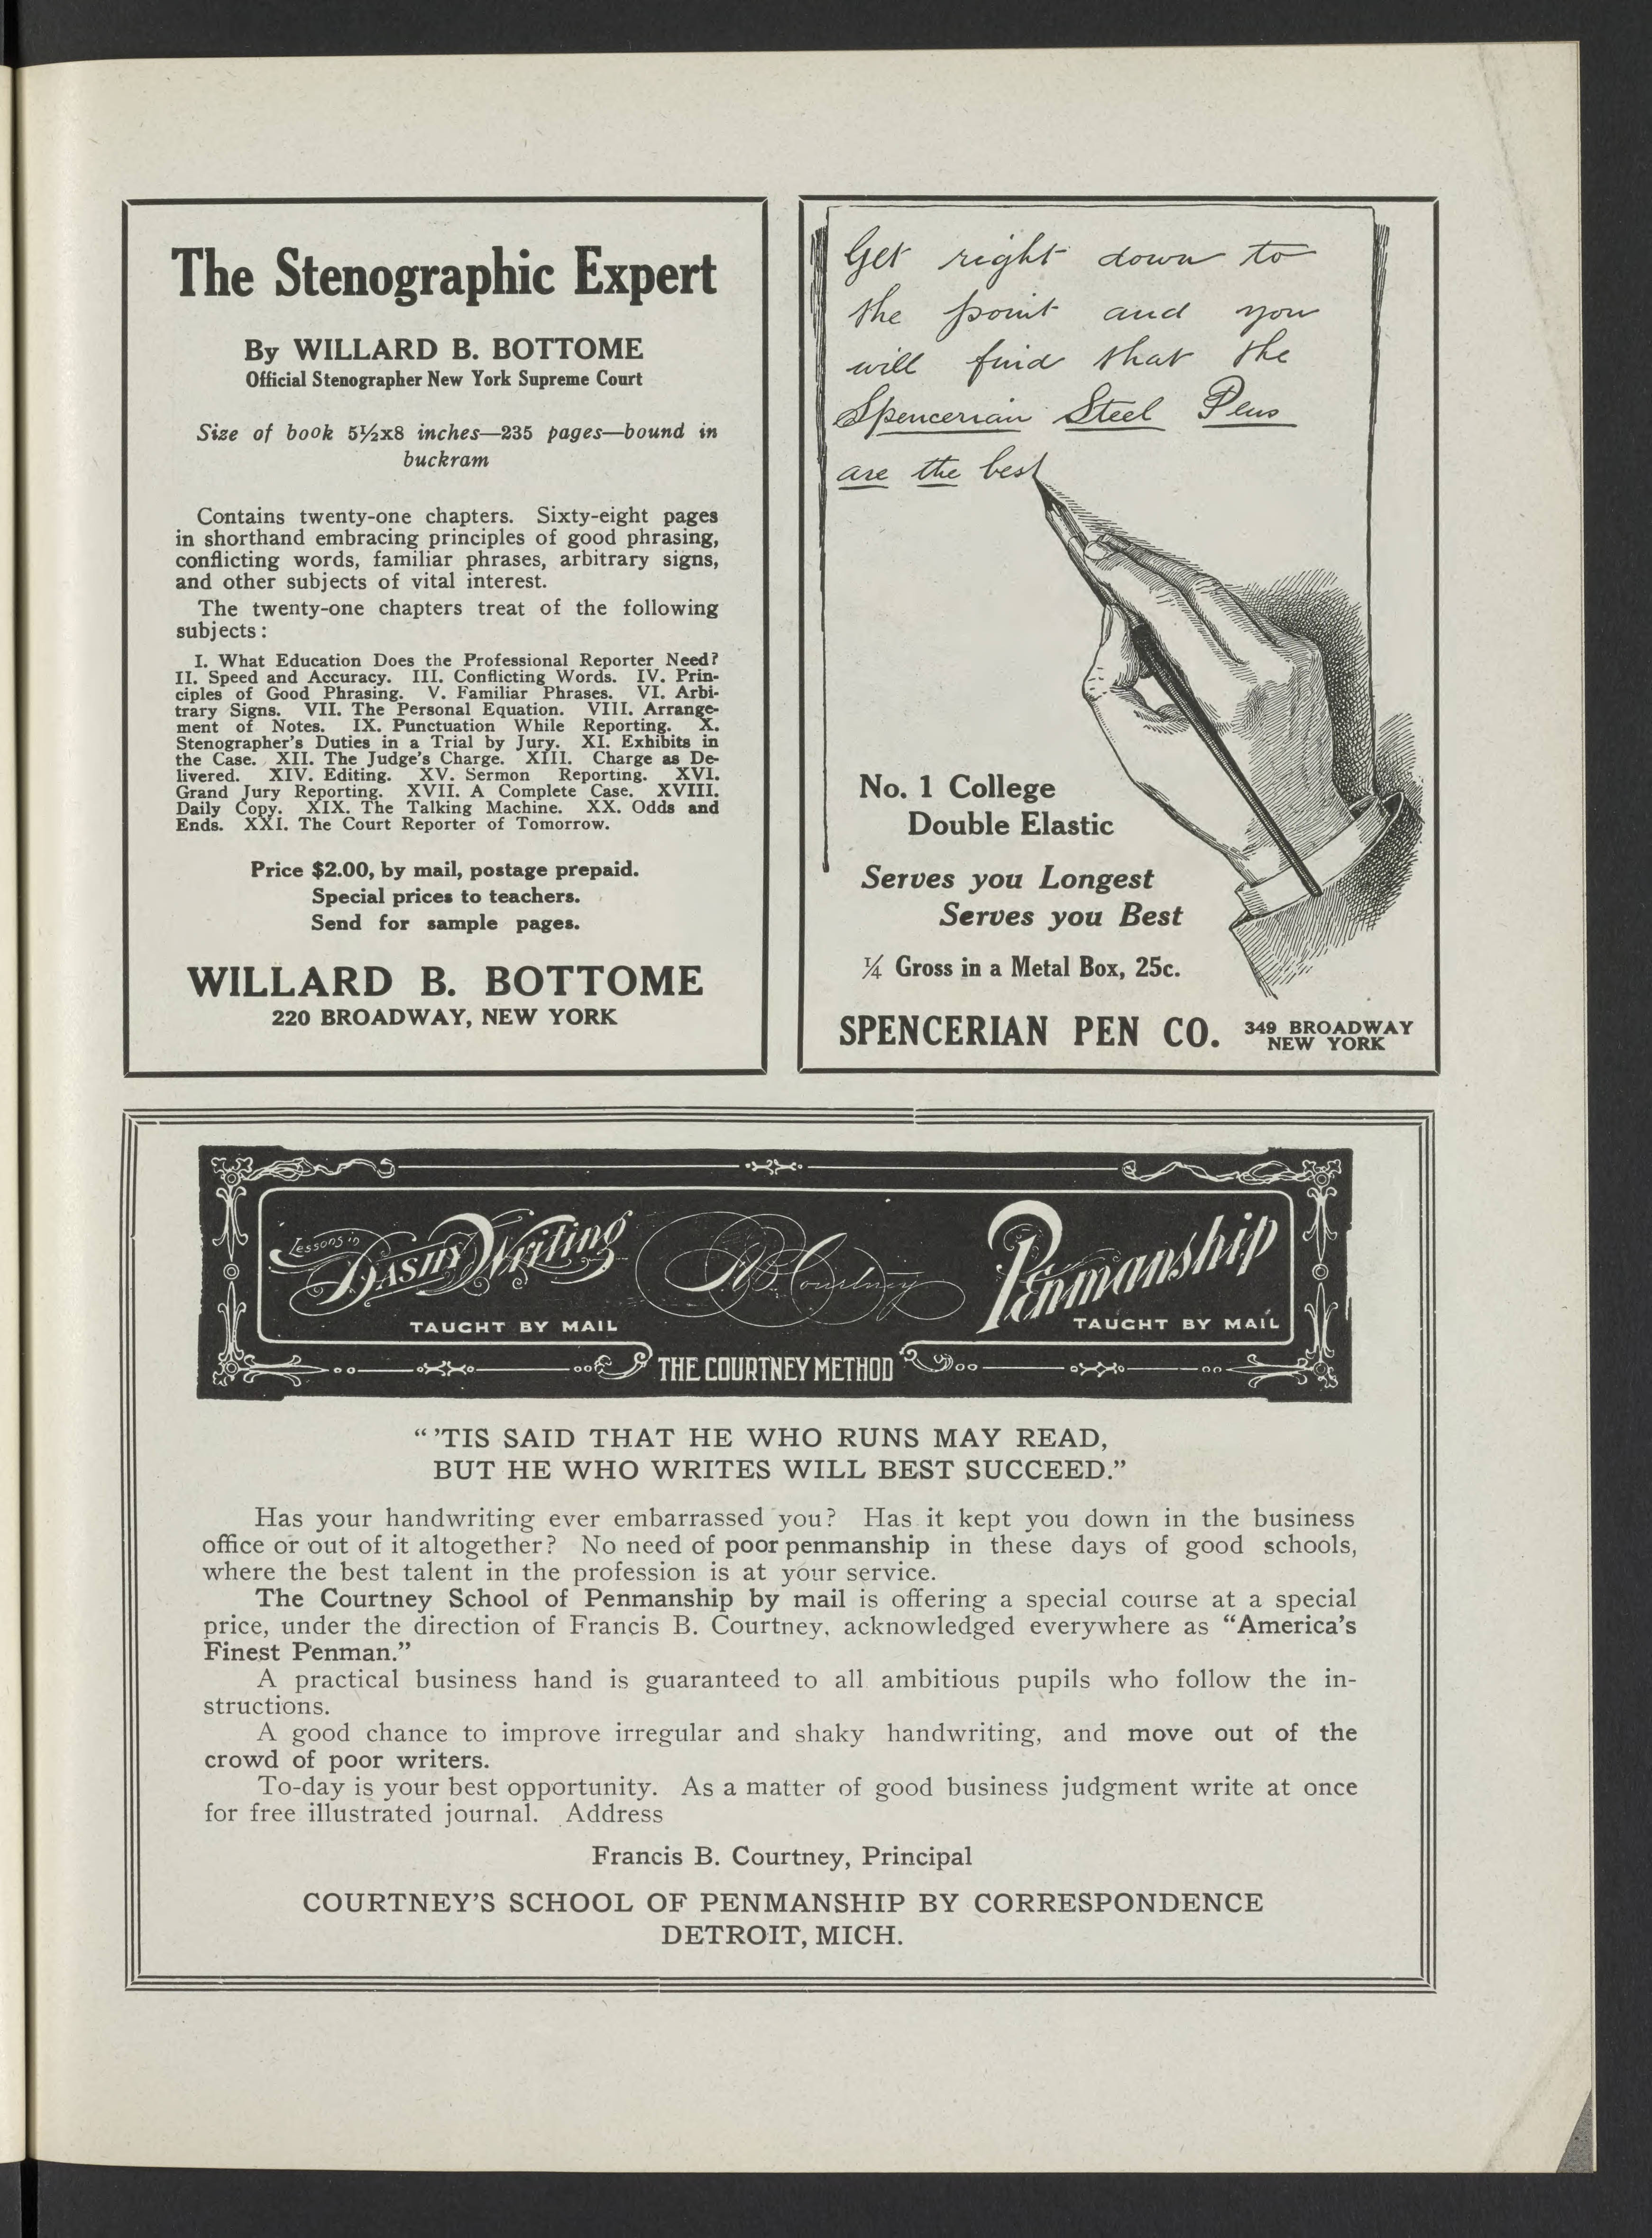 The Stenographic Expert
By WILLARD B. BOTTOME
Official Stenographer New York Supreme Court
Size of book 5½x8 inches—235 pages—bound in
buckram
Contains twenty-one chapters. Sixty-eight pages
in shorthand embracing principles of good phrasing,
conflicting words, familiar phrases, arbitrary signs,
and other subjects of vital interest.
The twenty-one chapters treat of the following
subjects:
I. What Education Does the Professional Reporter Need?
II. Speed and Accuracy. III. Conflicting Words. IV. Prin-
ciples of Good Phrasing. V. Familiar Phrases. VI. Arbi-
trary Signs. VII. The Personal Equation. VIII. Arrange-
ment of Notes. IX. Punctuation While Reporting. X.
Stenographer's Duties in a Trial by Jury. XI. Exhibits in
the Case. XII. The Judge's Charge. XIII. Charge as De-
livered. XIV. Editing. XV. Sermon Reporting. XVI.
Grand Jury Reporting. XVII. A Complete Case. XVIII.
Daily Copy. XIX. The Talking Machine. XX. Odds and
Ends. XXI. The Court Reporter of Tomorrow.
Price $2.00, by mail, postage prepaid.
Special prices to teachers.
Send for sample pages.
WILLARD B. BOTTOME
220 BROADWAY, NEW YORK
Get right down to
the point and you
will find that the
Spencerian Steel Pens
are the best
No. 1 College
Double Elastic
Serves you Longest
Serves you Best
¼ Gross in a Metal Box, 25c.
SPENCERIAN PEN CO. 349 BROADWAY
NEW YORK
Lessons in
DASHY Writing
TAUGHT BY MAIL
FB Courtney
Penmanship
TAUGHT BY MAIL
THE COURTNEY METHOD
"'TIS SAID THAT HE WHO RUNS MAY READ,
BUT HE WHO WRITES WILL BEST SUCCEED."
Has your handwriting ever embarrassed you? Has it kept you down in the business
office or out of it altogether? No need of poor penmanship in these days of good schools,
where the best talent in the profession is at your service.
The Courtney School of Penmanship by mail is offering a special course at a special
price, under the direction of Francis B. Courtney, acknowledged everywhere as "America's
Finest Penman."
A practical business hand is guaranteed to all ambitious pupils who follow the in-
structions.
A good chance to improve irregular and shaky handwriting, and move out of the
crowd of poor writers.
To-day is your best opportunity. As a matter of good business judgment write at once
for free illustrated journal. Address
Francis B. Courtney, Principal
COURTNEY'S SCHOOL OF PENMANSHIP BY CORRESPONDENCE
DETROIT, MICH.